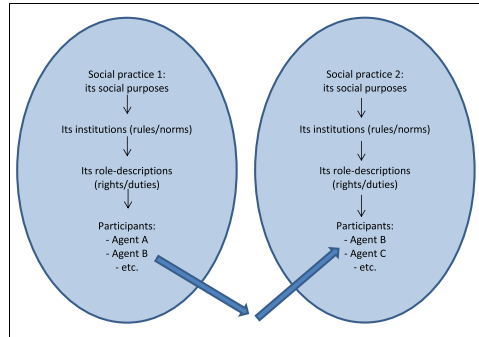 Social practice 1:
its social purposes
Its institutions (rules/norms)
Its role-descriptions
(rights/duties)
Participants:
- Agent A
- Agent B
- etc.
Social practice 2:
its social purposes
Its institutions (rules/norms)
Its role-descriptions
(rights/duties)
Participants:
- Agent B
- Agent C
- etc.